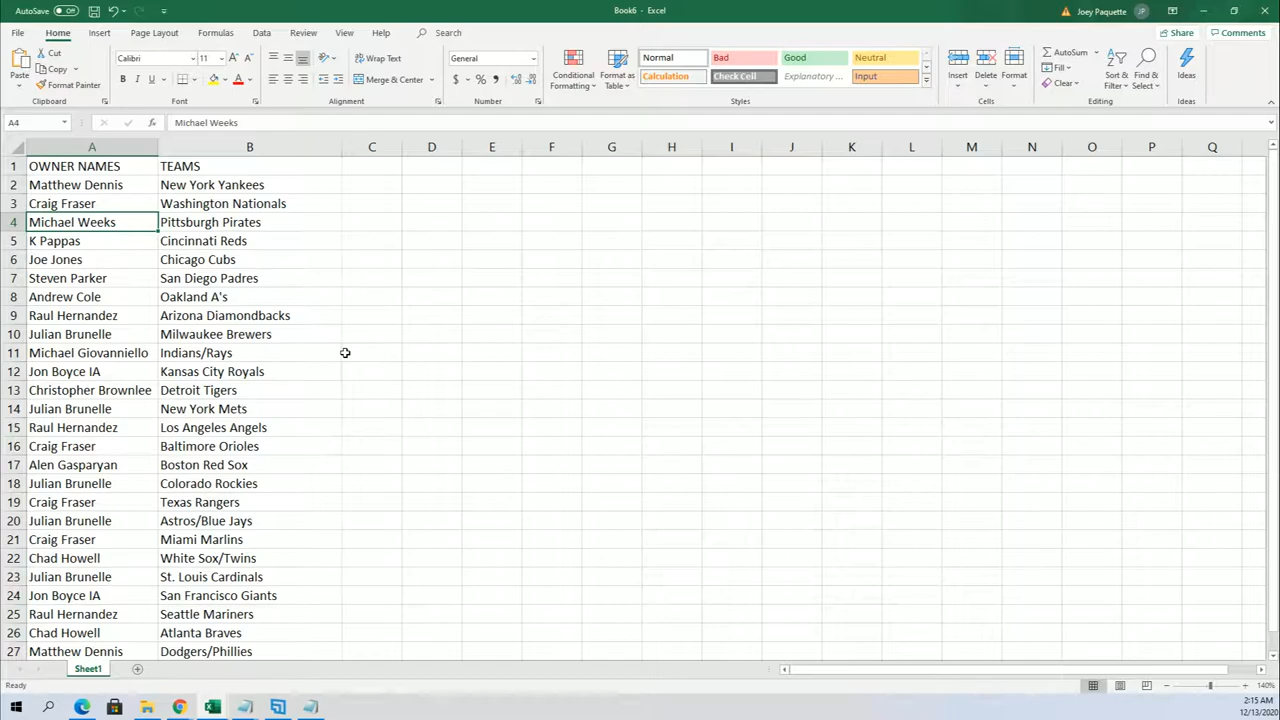 AutoSave Off Book6 - Excel Joey Paquette JP
File Home Insert Page Layout Formulas Data Review View Help Search Share Comments
Paste Cut Copy Format Painter Clipboard
Calibri 11 B I U A A A Font
Wrap Text Merge & Center Alignment
General $ % Number
Conditional Formatting Format as Table
Normal Bad Good Neutral
Calculation Check Cell Explanatory ... Input
Styles
Insert Delete Format Cells
AutoSum Fill Clear Sort & Filter Find & Select Editing
Ideas Ideas
A4 fx Michael Weeks
A B C D E F G H I J K L M N O P Q
1 OWNER NAMES TEAMS
2 Matthew Dennis New York Yankees
3 Craig Fraser Washington Nationals
4 Michael Weeks Pittsburgh Pirates
5 K Pappas Cincinnati Reds
6 Joe Jones Chicago Cubs
7 Steven Parker San Diego Padres
8 Andrew Cole Oakland A's
9 Raul Hernandez Arizona Diamondbacks
10 Julian Brunelle Milwaukee Brewers
11 Michael Giovanniello Indians/Rays
12 Jon Boyce IA Kansas City Royals
13 Christopher Brownlee Detroit Tigers
14 Julian Brunelle New York Mets
15 Raul Hernandez Los Angeles Angels
16 Craig Fraser Baltimore Orioles
17 Alen Gasparyan Boston Red Sox
18 Julian Brunelle Colorado Rockies
19 Craig Fraser Texas Rangers
20 Julian Brunelle Astros/Blue Jays
21 Craig Fraser Miami Marlins
22 Chad Howell White Sox/Twins
23 Julian Brunelle St. Louis Cardinals
24 Jon Boyce IA San Francisco Giants
25 Raul Hernandez Seattle Mariners
26 Chad Howell Atlanta Braves
27 Matthew Dennis Dodgers/Phillies
Sheet1
Ready 140%
2:15 AM
12/13/2020